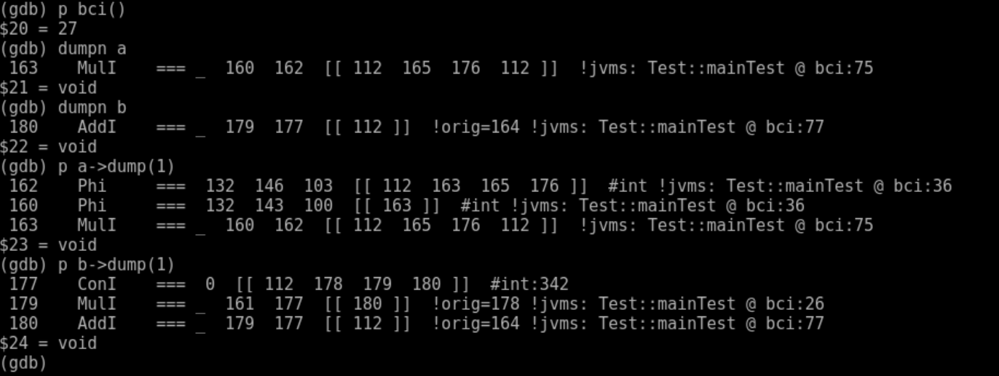 (gdb) p bci()
$20 = 27
(gdb) dumpn a
 163    MulI    === _  160  162  [[ 112  165  176  112 ]]  !jvms: Test::mainTest @ bci:75
$21 = void
(gdb) dumpn b
 180    AddI    === _  179  177  [[ 112 ]]  !orig=164 !jvms: Test::mainTest @ bci:77
$22 = void
(gdb) p a->dump(1)
 162    Phi     ===  132  146  103  [[ 112  163  165  176 ]]  #int !jvms: Test::mainTest @ bci:36
 160    Phi     ===  132  143  100  [[ 163 ]]  #int !jvms: Test::mainTest @ bci:36
 163    MulI    === _  160  162  [[ 112  165  176  112 ]]  !jvms: Test::mainTest @ bci:75
$23 = void
(gdb) p b->dump(1)
 177    ConI    ===  0  [[ 112  178  179  180 ]]  #int:342
 179    MulI    === _  161  177  [[ 180 ]]  !orig=178 !jvms: Test::mainTest @ bci:26
 180    AddI    === _  179  177  [[ 112 ]]  !orig=164 !jvms: Test::mainTest @ bci:77
$24 = void
(gdb)